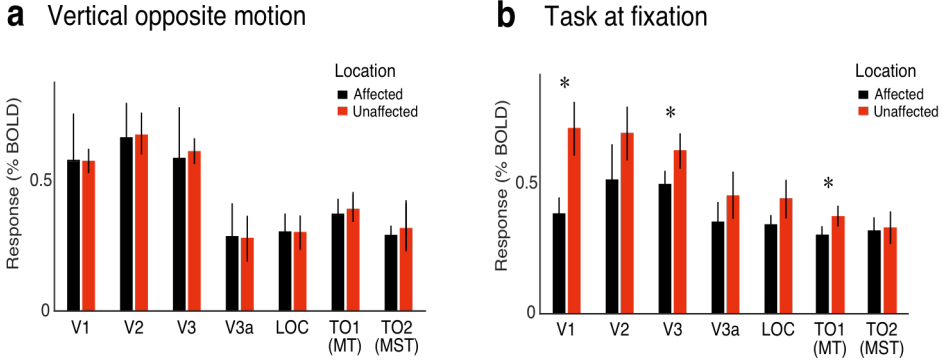 a Vertical opposite motion
Location
Affected
Unaffected
Response (% BOLD)
0.5
0
V1 V2 V3 V3a LOC TO1 TO2
(MT) (MST)
b Task at fixation
Location
Affected
Unaffected
Response (% BOLD)
* * *
0.5
0
V1 V2 V3 V3a LOC TO1 TO2
(MT) (MST)